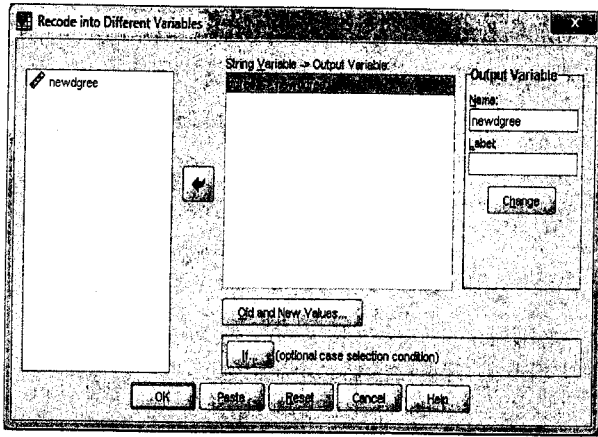 Recode into Different Variables
newdgree
String Variable -> Output Variable:
Output Variable
Name:
newdgree
Label:
Change
Old and New Values...
If... (optional case selection condition)
OK
Paste
Reset
Cancel
Help